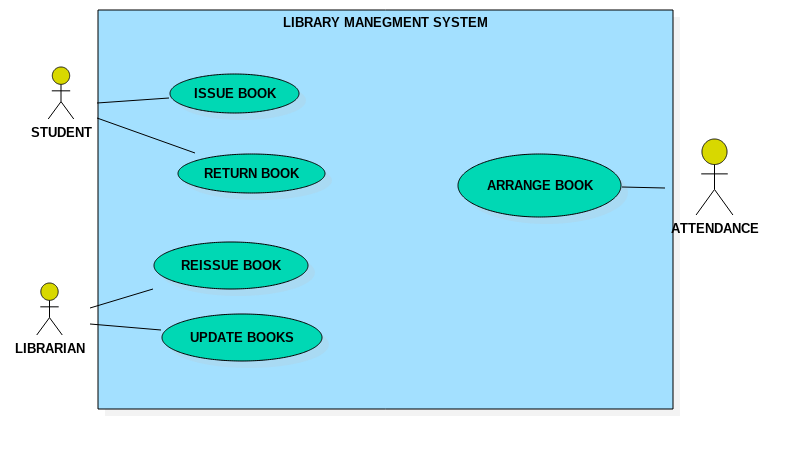 LIBRARY MANEGMENT SYSTEM
ISSUE BOOK
STUDENT
RETURN BOOK
ARRANGE BOOK
ATTENDANCE
REISSUE BOOK
UPDATE BOOKS
LIBRARIAN